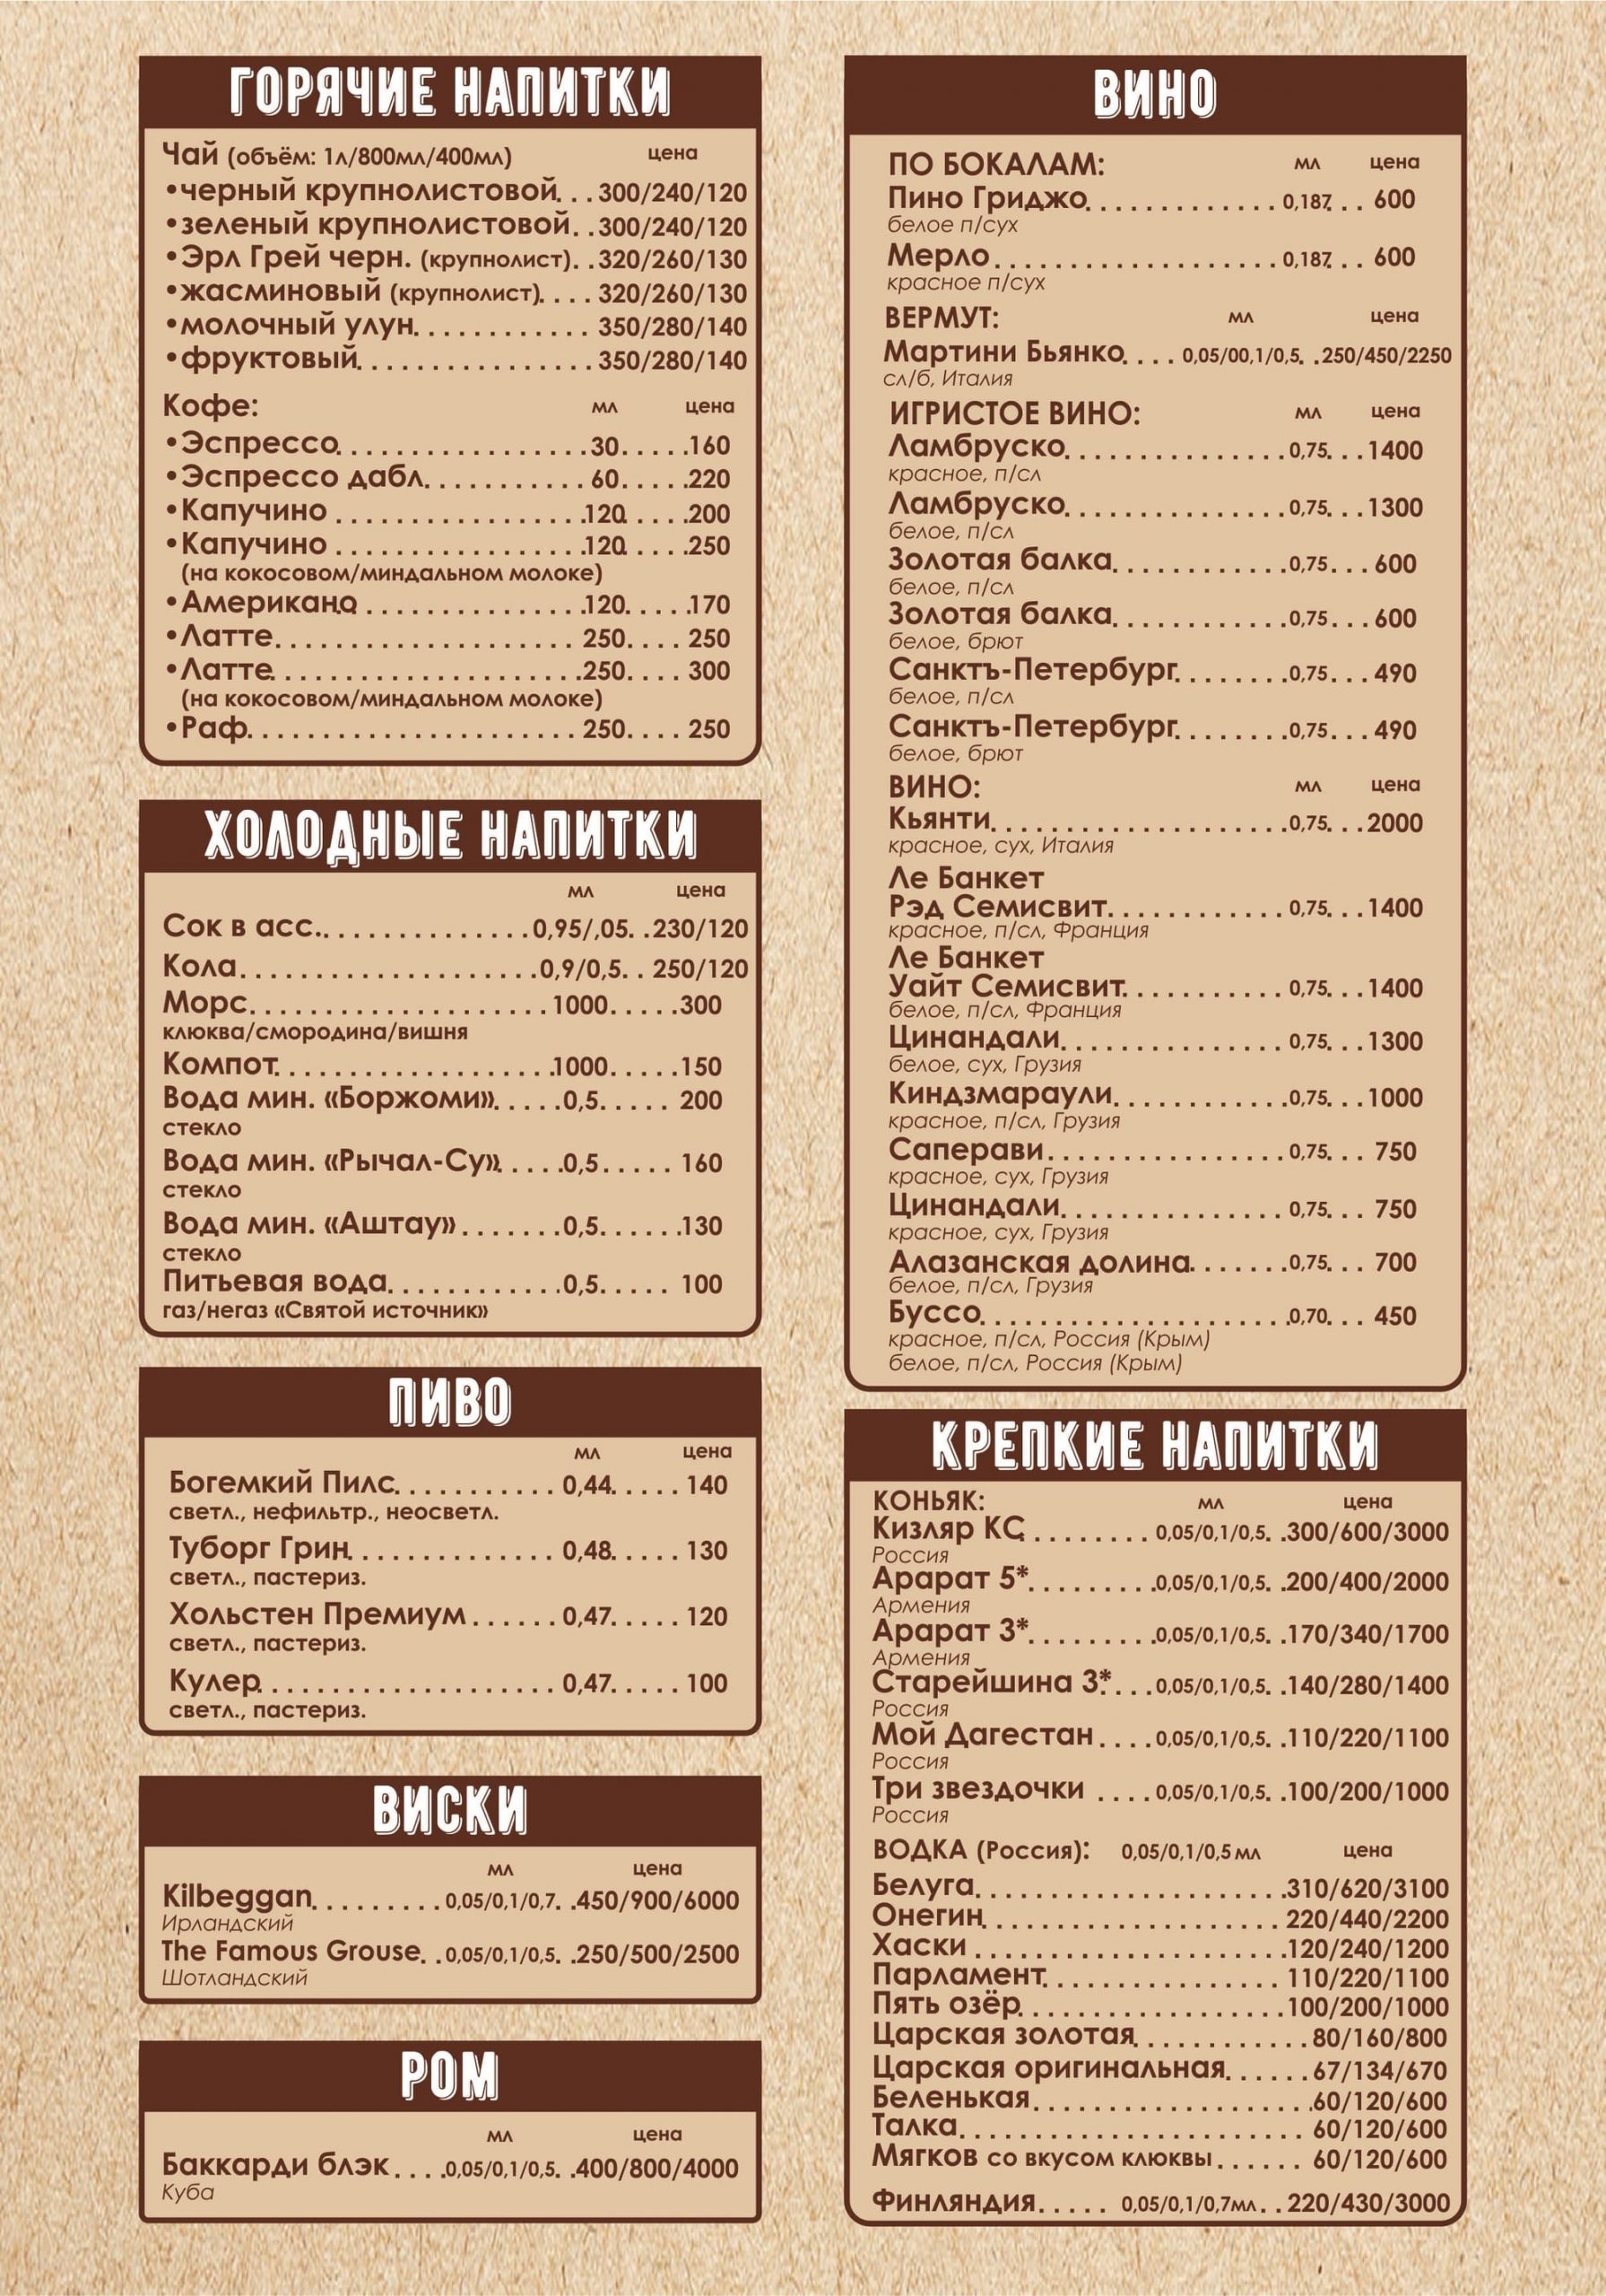 ГОРЯЧИЕ НАПИТКИ
Чай (объём: 1л/800мл/400мл) цена
•черный крупнолистовой. . . 300/240/120
•зеленый крупнолистовой. . 300/240/120
•Эрл Грей черн. (крупнолист). . 320/260/130
•жасминовый (крупнолист). . . . 320/260/130
•молочный улун. . . . . . . . . . . . 350/280/140
•фруктовый. . . . . . . . . . . . . . . . 350/280/140
Кофе: мл цена
•Эспрессо. . . . . . . . . . . . . . . . .30. . . . .160
•Эспрессо дабл. . . . . . . . . . . 60. . . . .220
•Капучино . . . . . . . . . . . . . . . . .120. . . . .200
•Капучино . . . . . . . . . . . . . . . . .120. . . . .250
(на кокосовом/миндальном молоке)
•Американо . . . . . . . . . . . . . . .120. . . . .170
•Латте. . . . . . . . . . . . . . . . . . . . 250. . . . 250
•Латте. . . . . . . . . . . . . . . . . . . . .250. . . . 300
(на кокосовом/миндальном молоке)
•Раф. . . . . . . . . . . . . . . . . . . . . . 250. . . . 250
ХОЛОДНЫЕ НАПИТКИ
мл цена
Сок в асс.. . . . . . . . . . . . . . .0,95/,05. . 230/120
Кола. . . . . . . . . . . . . . . . . . . .0,9/0,5. . 250/120
Морс. . . . . . . . . . . . . . . . . . . . 1000. . . . .300
клюква/смородина/вишня
Компот. . . . . . . . . . . . . . . . . . .1000. . . . .150
Вода мин. «Боржоми». . . . .0,5. . . . . 200
стекло
Вода мин. «Рычал-Су». . . . .0,5. . . . . 160
стекло
Вода мин. «Аштау» . . . . . . .0,5. . . . . .130
стекло
Питьевая вода. . . . . . . . . . . .0,5. . . . . 100
газ/негаз «Святой источник»
ПИВО
мл цена
Богемкий Пилс. . . . . . . . . . . 0,44. . . . . 140
светл., нефильтр., неосветл.
Туборг Грин. . . . . . . . . . . . . . 0,48. . . . . 130
светл., пастериз.
Хольстен Премиум . . . . . . 0,47. . . . . 120
светл., пастериз.
Кулер. . . . . . . . . . . . . . . . . . . . 0,47. . . . . 100
светл., пастериз.
ВИСКИ
мл цена
Kilbeggan. . . . . . . . . 0,05/0,1/0,7. .450/900/6000
Ирландский
The Famous Grouse. . 0,05/0,1/0,5. .250/500/2500
Шотландский
РОМ
мл цена
Баккарди блэк . . . .0,05/0,1/0,5. .400/800/4000
Куба
ВИНО
ПО БОКАЛАМ: мл цена
Пино Гриджо. . . . . . . . . . . . . 0,187. . . 600
белое п/сух
Мерло. . . . . . . . . . . . . . . . . . . 0,187. . . 600
красное п/сух
ВЕРМУТ: мл цена
Мартини Бьянко. . . . 0,05/00,1/0,5. .250/450/2250
сл/б, Италия
ИГРИСТОЕ ВИНО: мл цена
Ламбруско. . . . . . . . . . . . . . .0,75. . .1400
красное, п/сл
Ламбруско. . . . . . . . . . . . . . .0,75. . .1300
белое, п/сл
Золотая балка. . . . . . . . . . . .0,75. . . 600
белое, п/сл
Золотая балка. . . . . . . . . . . .0,75. . . 600
белое, брют
Санктъ-Петербург. . . . . . . .0,75. . . 490
белое, п/сл
Санктъ-Петербург. . . . . . . .0,75. . . 490
белое, брют
ВИНО: мл цена
Кьянти. . . . . . . . . . . . . . . . . . . .0,75. . .2000
красное, сух, Италия
Ле Банкет
Рэд Семисвит. . . . . . . . . . . . 0,75. . .1400
красное, п/сл, Франция
Ле Банкет
Уайт Семисвит. . . . . . . . . . . 0,75. . .1400
белое, п/сл, Франция
Цинандали. . . . . . . . . . . . . . . 0,75. . .1300
белое, сух, Грузия
Киндзмараули. . . . . . . . . . . .0,75. . .1000
красное, п/сл, Грузия
Саперави. . . . . . . . . . . . . . . . 0,75. . . 750
красное, сух, Грузия
Цинандали. . . . . . . . . . . . . . . 0,75. . . 750
красное, сух, Грузия
Алазанская долина. . . . . . .0,75. . . 700
белое, п/сл, Грузия
Буссо. . . . . . . . . . . . . . . . . . . . .0,70. . . 450
красное, п/сл, Россия (Крым)
белое, п/сл, Россия (Крым)
КРЕПКИЕ НАПИТКИ
КОНЬЯК: мл цена
Кизляр КС . . . . . . . . 0,05/0,1/0,5. .300/600/3000
Россия
Арарат 5*. . . . . . . . .0,05/0,1/0,5. .200/400/2000
Армения
Арарат 3*. . . . . . . . .0,05/0,1/0,5. .170/340/1700
Армения
Старейшина 3*. . . .0,05/0,1/0,5. .140/280/1400
Россия
Мой Дагестан . . . .0,05/0,1/0,5. .110/220/1100
Россия
Три звездочки . . . . 0,05/0,1/0,5. .100/200/1000
Россия
ВОДКА (Россия): 0,05/0,1/0,5 мл цена
Белуга. . . . . . . . . . . . . . . . . . . . .310/620/3100
Онегин. . . . . . . . . . . . . . . . . . . . 220/440/2200
Хаски . . . . . . . . . . . . . . . . . . . . .120/240/1200
Парламент. . . . . . . . . . . . . . . . 110/220/1100
Пять озёр. . . . . . . . . . . . . . . . . .100/200/1000
Царская золотая. . . . . . . . . . . . 80/160/800
Царская оригинальная. . . . . . 67/134/670
Беленькая. . . . . . . . . . . . . . . . . . .60/120/600
Талка. . . . . . . . . . . . . . . . . . . . . . . 60/120/600
Мягков со вкусом клюквы . . . . . . 60/120/600
Финляндия. . . . . 0,05/0,1/0,7мл. . 220/430/3000